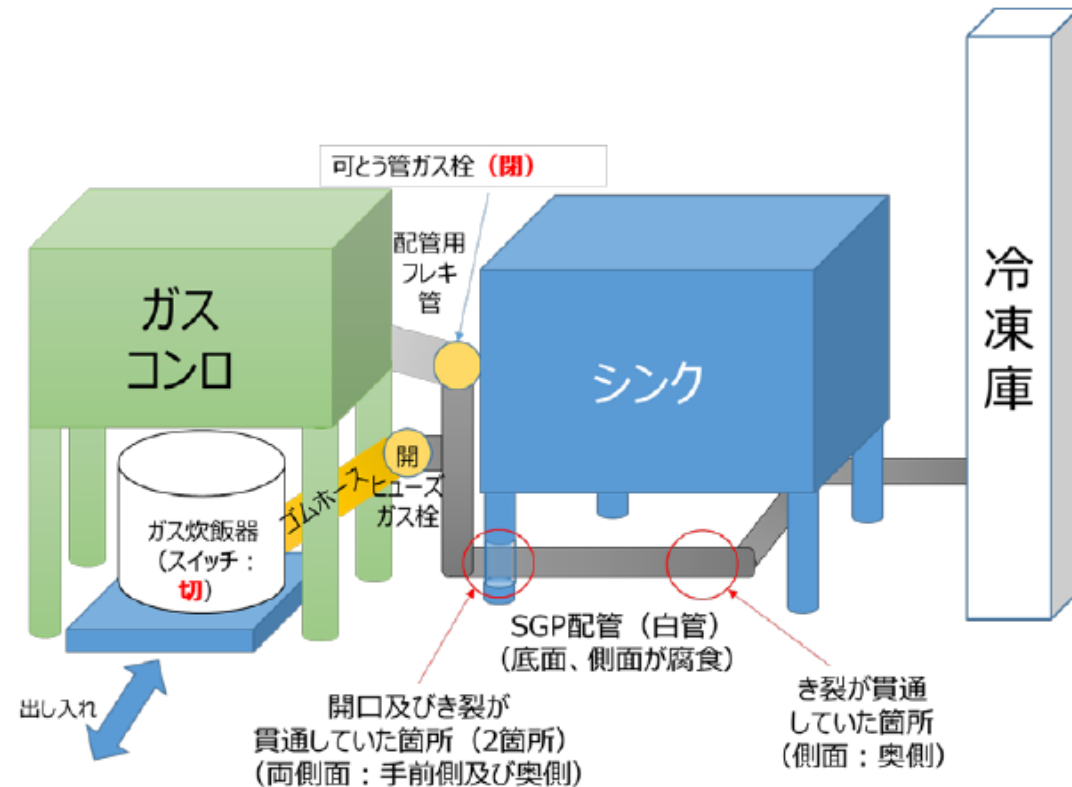 可とう管ガス栓（閉）
配管用
フレキ
管
ガス
コンロ
シンク
冷
凍
庫
開
ゴムホース
ヒューズ
ガス栓
ガス炊飯器
（スイッチ：
切）
SGP配管（白管）
（底面、側面が腐食）
出し入れ
開口及びき裂が
貫通していた箇所（2箇所）
（両側面：手前側及び奥側）
き裂が貫通
していた箇所
（側面：奥側）